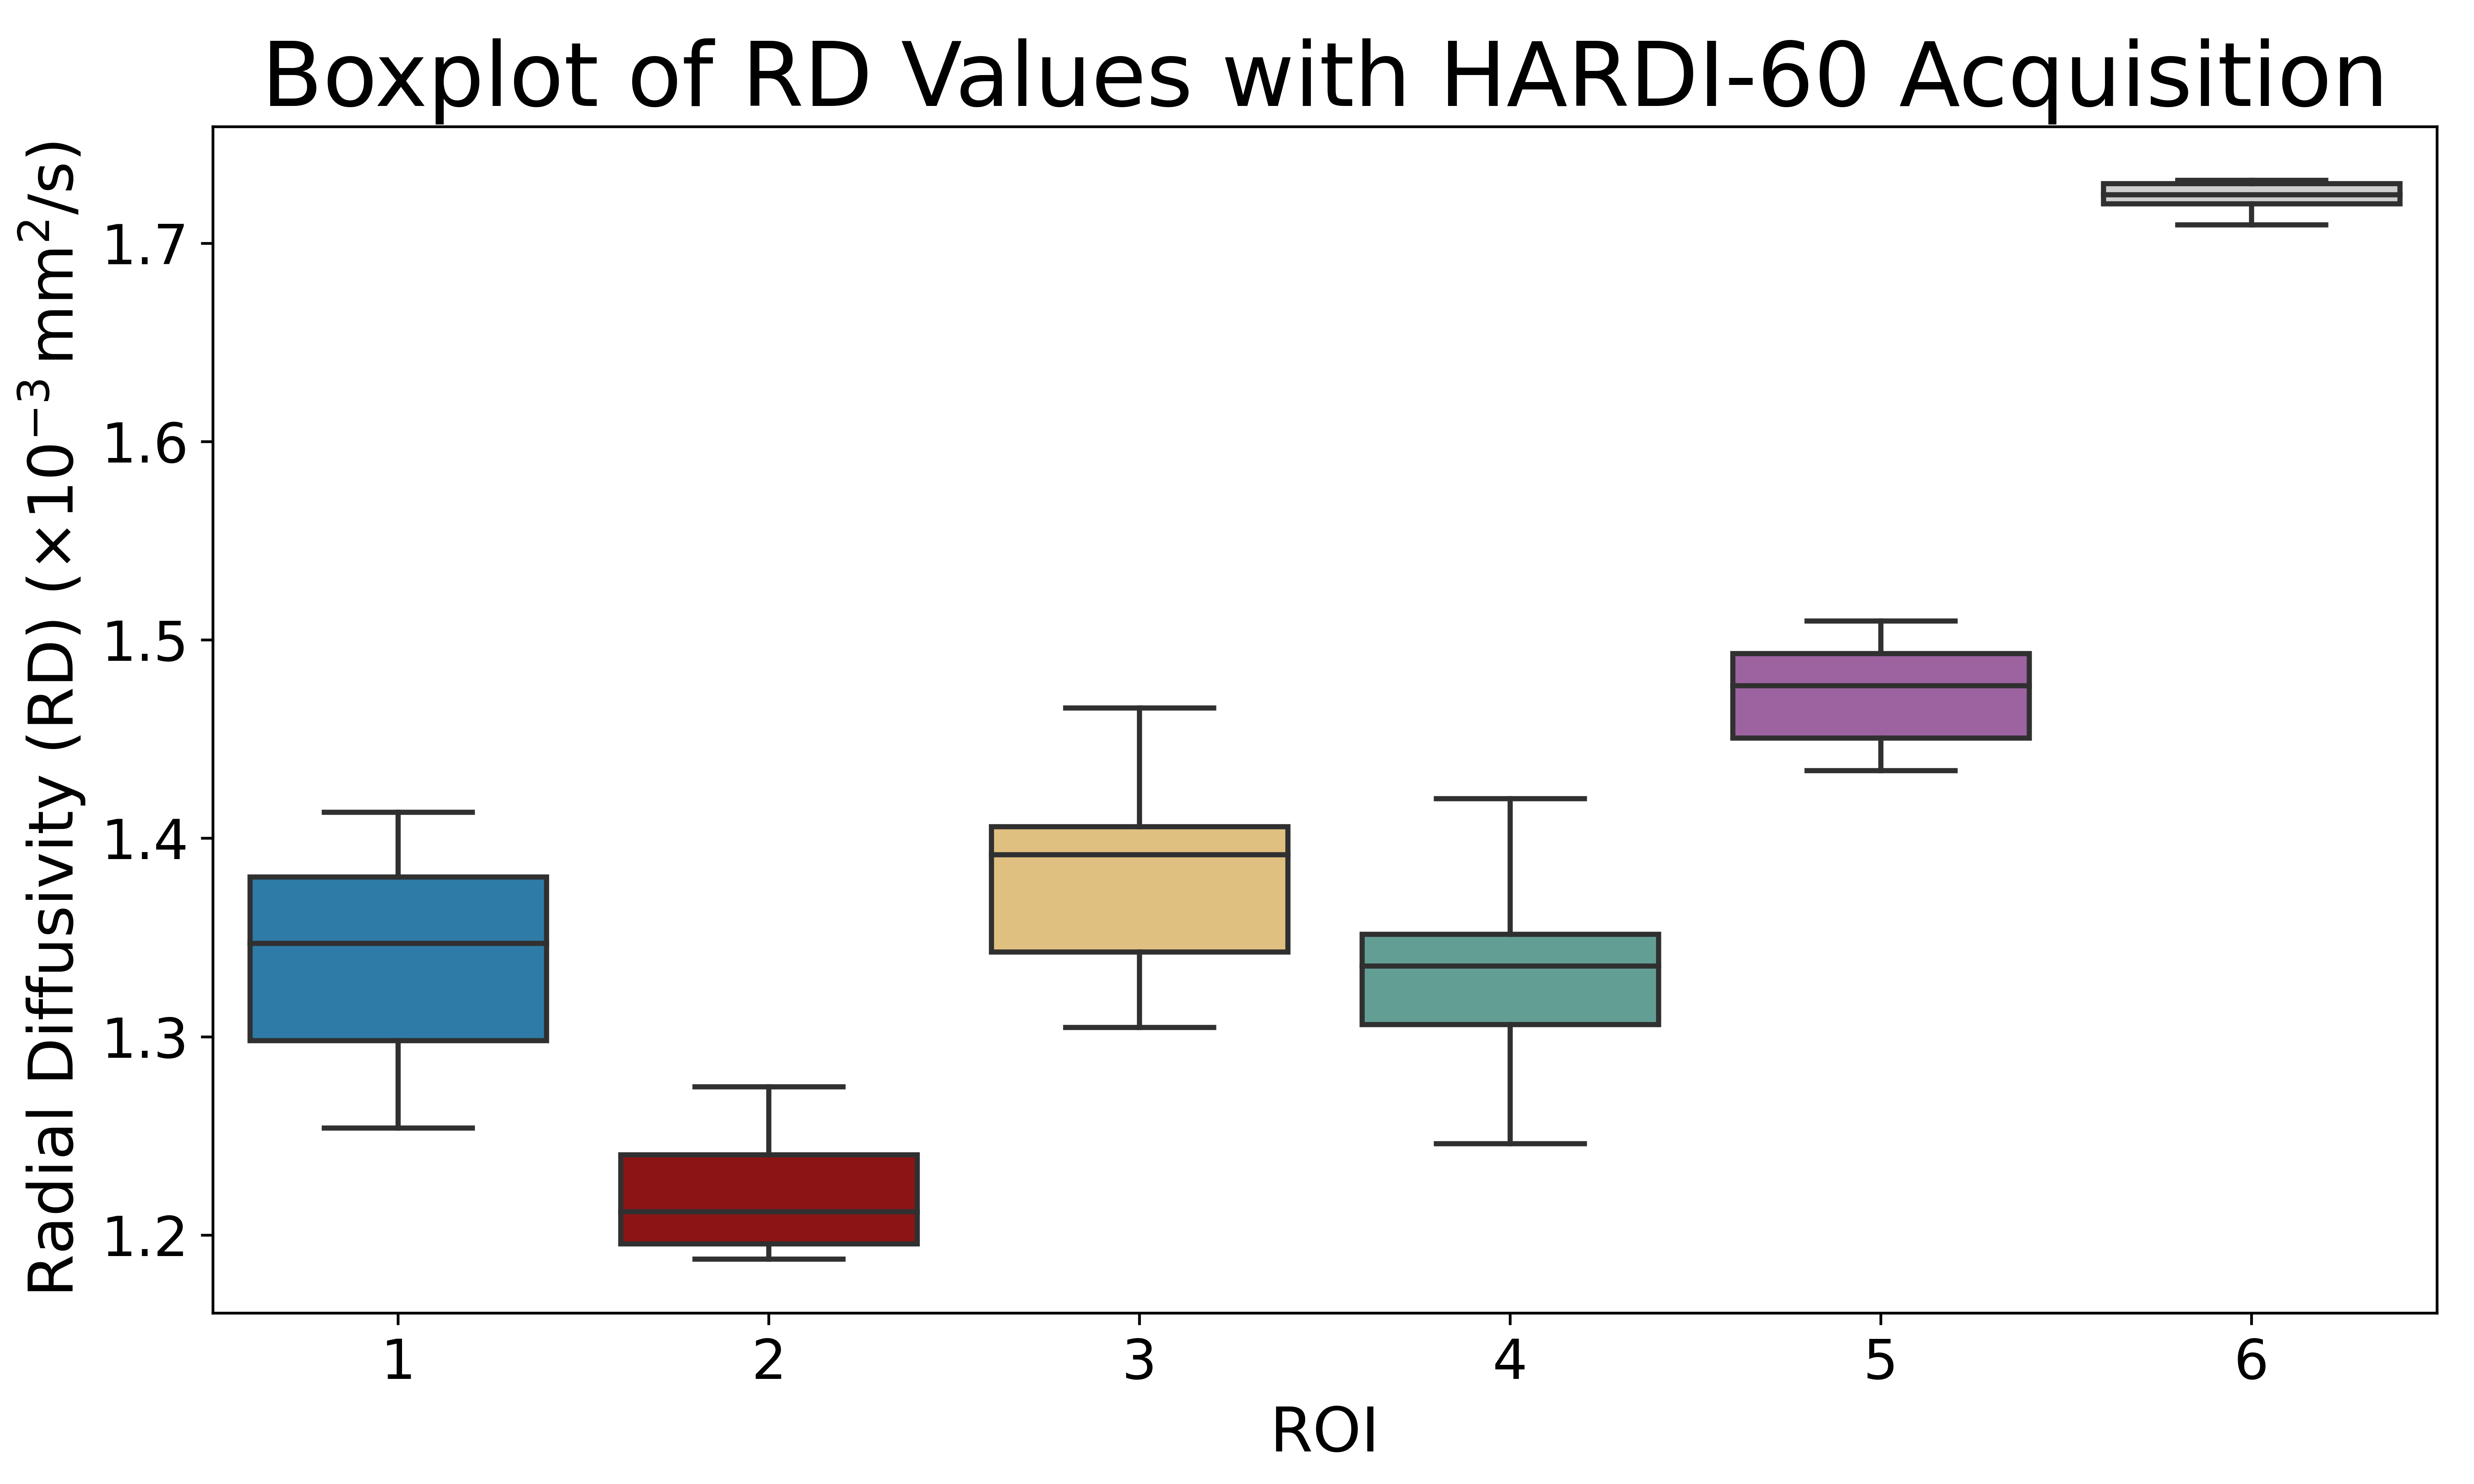 Boxplot of RD Values with HARDI-60 Acquisition
Radial Diffusivity (RD) (×10⁻³ mm²/s)
1.7
1.6
1.5
1.4
1.3
1.2
1 2 3 4 5 6
ROI